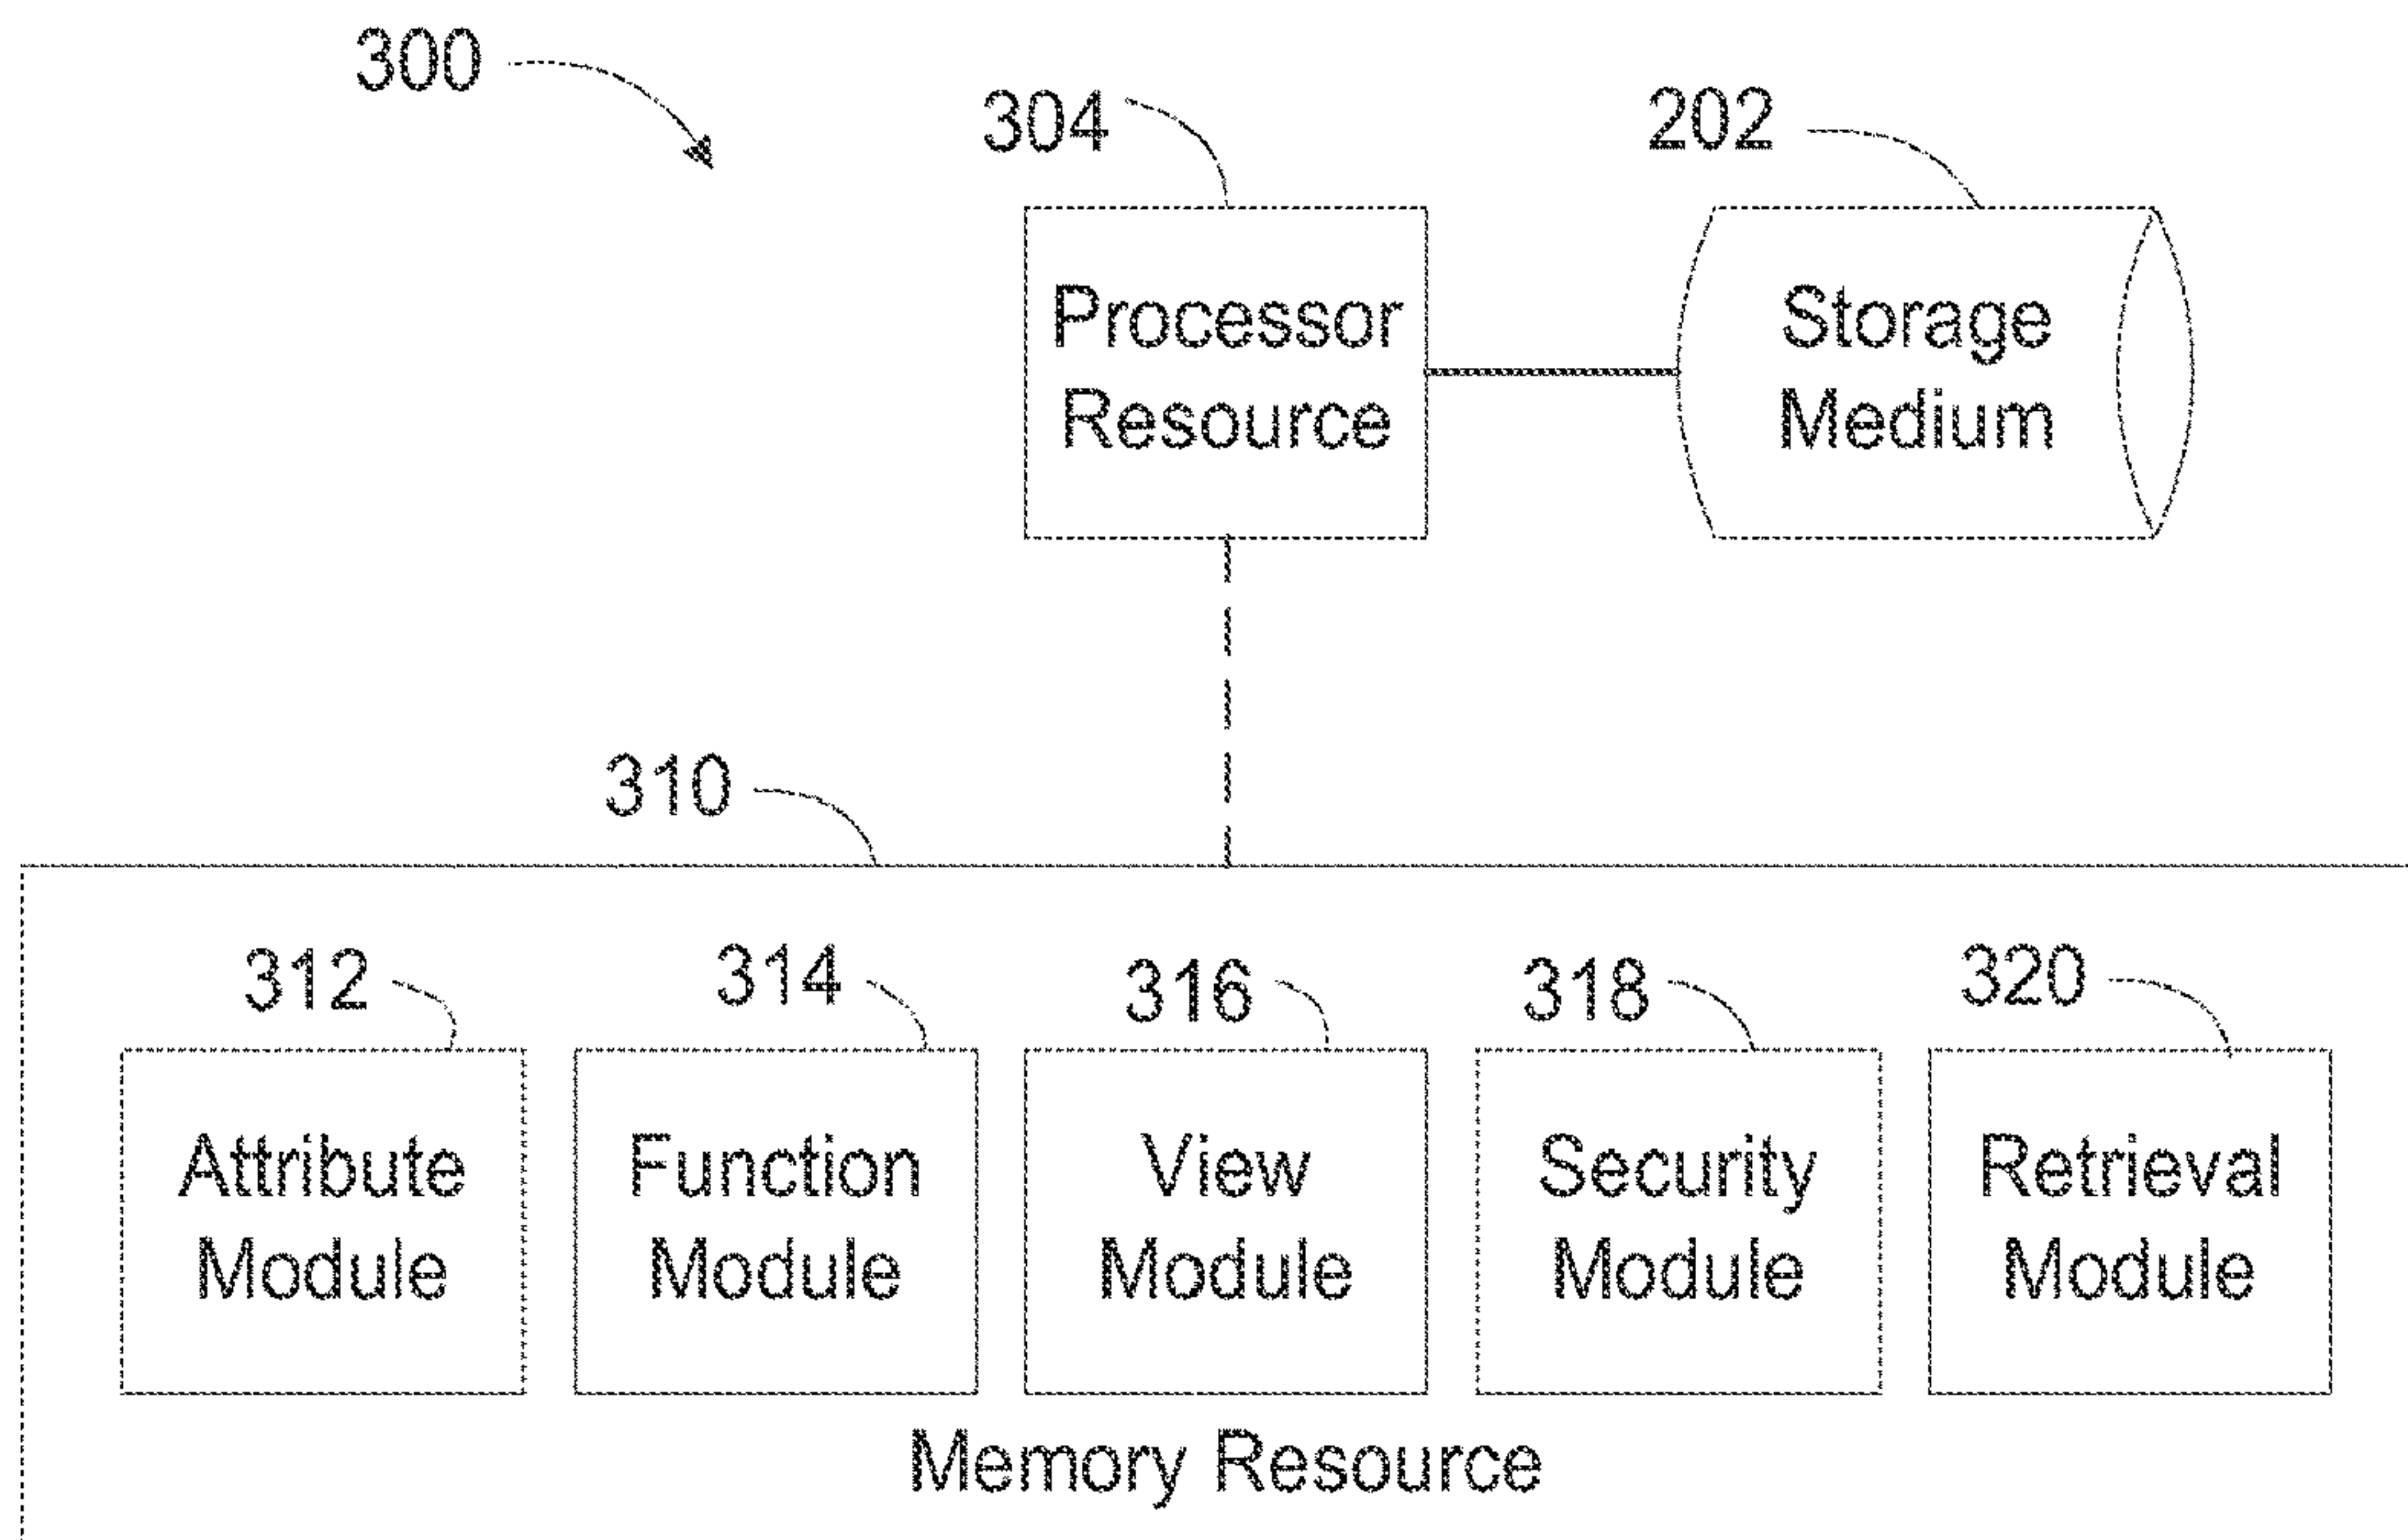 300
304
202
Processor
Resource
Storage
Medium
310
312
314
316
318
320
Attribute
Module
Function
Module
View
Module
Security
Module
Retrieval
Module
Memory Resource